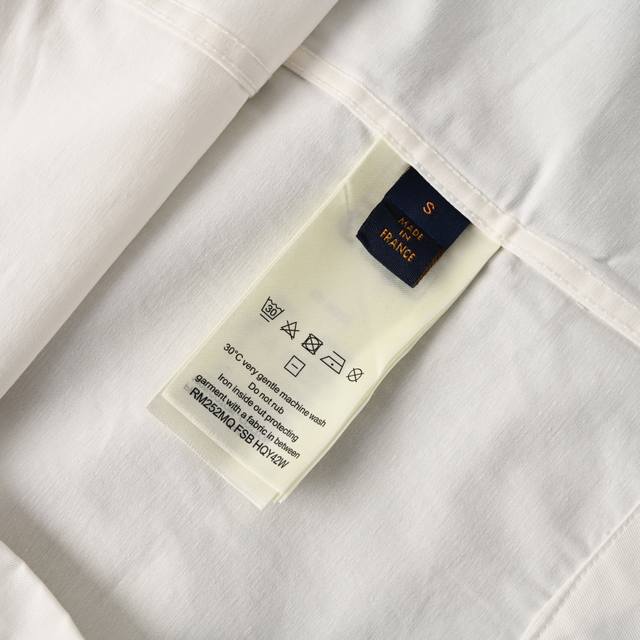 S
MADE
IN
FRANCE
30
30°C very gentle machine wash
Do not rub
Iron inside out protecting
garment with a fabric in between
RM252MQ FSB HQY42W